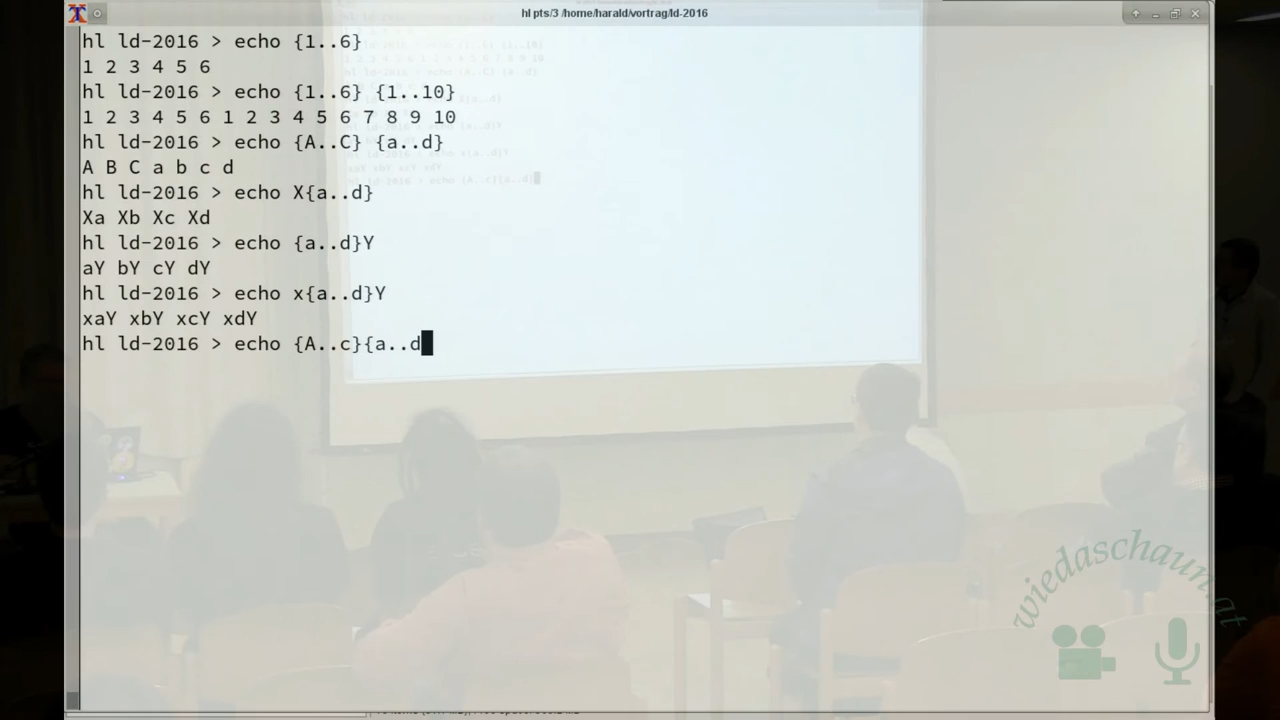 hl pts/3 /home/harald/vortrag/ld-2016
hl ld-2016 > echo {1..6}
1 2 3 4 5 6
hl ld-2016 > echo {1..6} {1..10}
1 2 3 4 5 6 1 2 3 4 5 6 7 8 9 10
hl ld-2016 > echo {A..C} {a..d}
A B C a b c d
hl ld-2016 > echo X{a..d}
Xa Xb Xc Xd
hl ld-2016 > echo {a..d}Y
aY bY cY dY
hl ld-2016 > echo x{a..d}Y
xaY xbY xcY xdY
hl ld-2016 > echo {A..c}{a..d
wiedaschaun.at